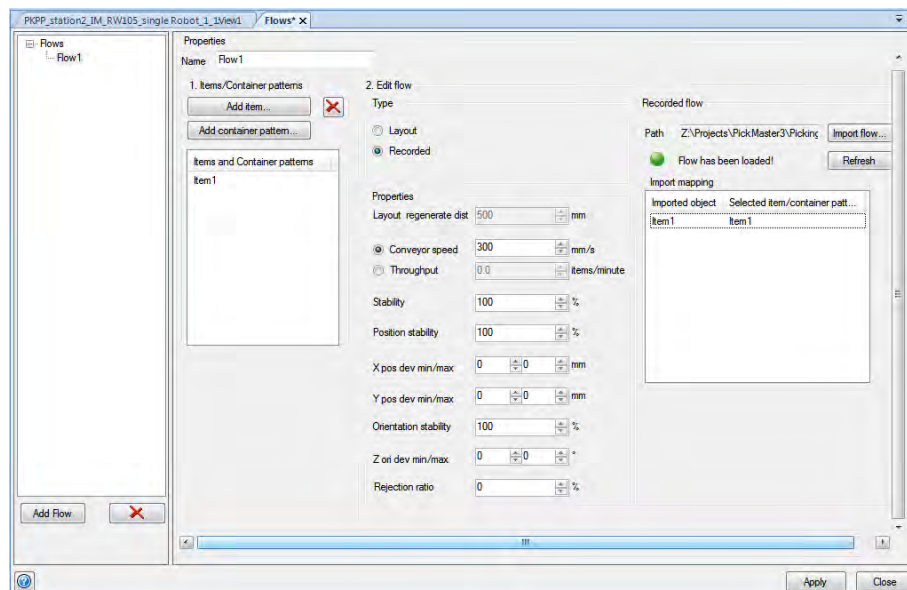 PKPP_station2_IM_RW105_single Robot_1_1View1
Flows* X
Flows
Flow1
Properties
Name Flow1
1. Items/Container patterns
Add item...
Add container pattern...
Items and Container patterns
Item1
2. Edit flow
Type
Layout
Recorded
Properties
Layout regenerate dist 500 mm
Conveyor speed 300 mm/s
Throughput 0.0 items/minute
Stability 100 %
Position stability 100 %
X pos dev min/max 0 0 mm
Y pos dev min/max 0 0 mm
Orientation stability 100 %
Z ori dev min/max 0 0 °
Rejection ratio 0 %
Recorded flow
Path Z:\Projects\PickMaster3\Picking Import flow...
Flow has been loaded! Refresh
Import mapping
Imported object Selected item/container patt...
Item1 Item1
Add Flow
Apply Close